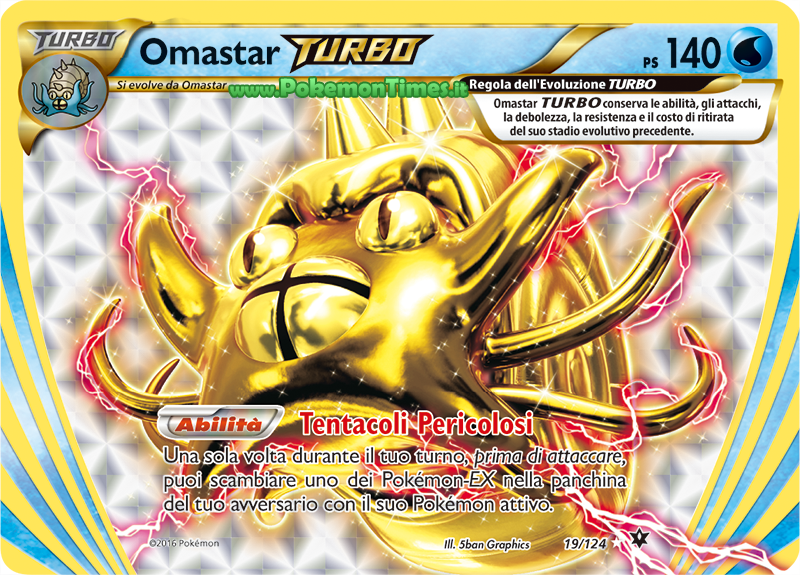 TURBO
Omastar TURBO
PS 140
Si evolve da Omastar
www.PokemonTimes.it
Regola dell'Evoluzione TURBO
Omastar TURBO conserva le abilità, gli attacchi,
la debolezza, la resistenza e il costo di ritirata
del suo stadio evolutivo precedente.
Abilità Tentacoli Pericolosi
Una sola volta durante il tuo turno, prima di attaccare,
puoi scambiare uno dei Pokémon-EX nella panchina
del tuo avversario con il suo Pokémon attivo.
©2016 Pokémon Ill. 5ban Graphics 19/124